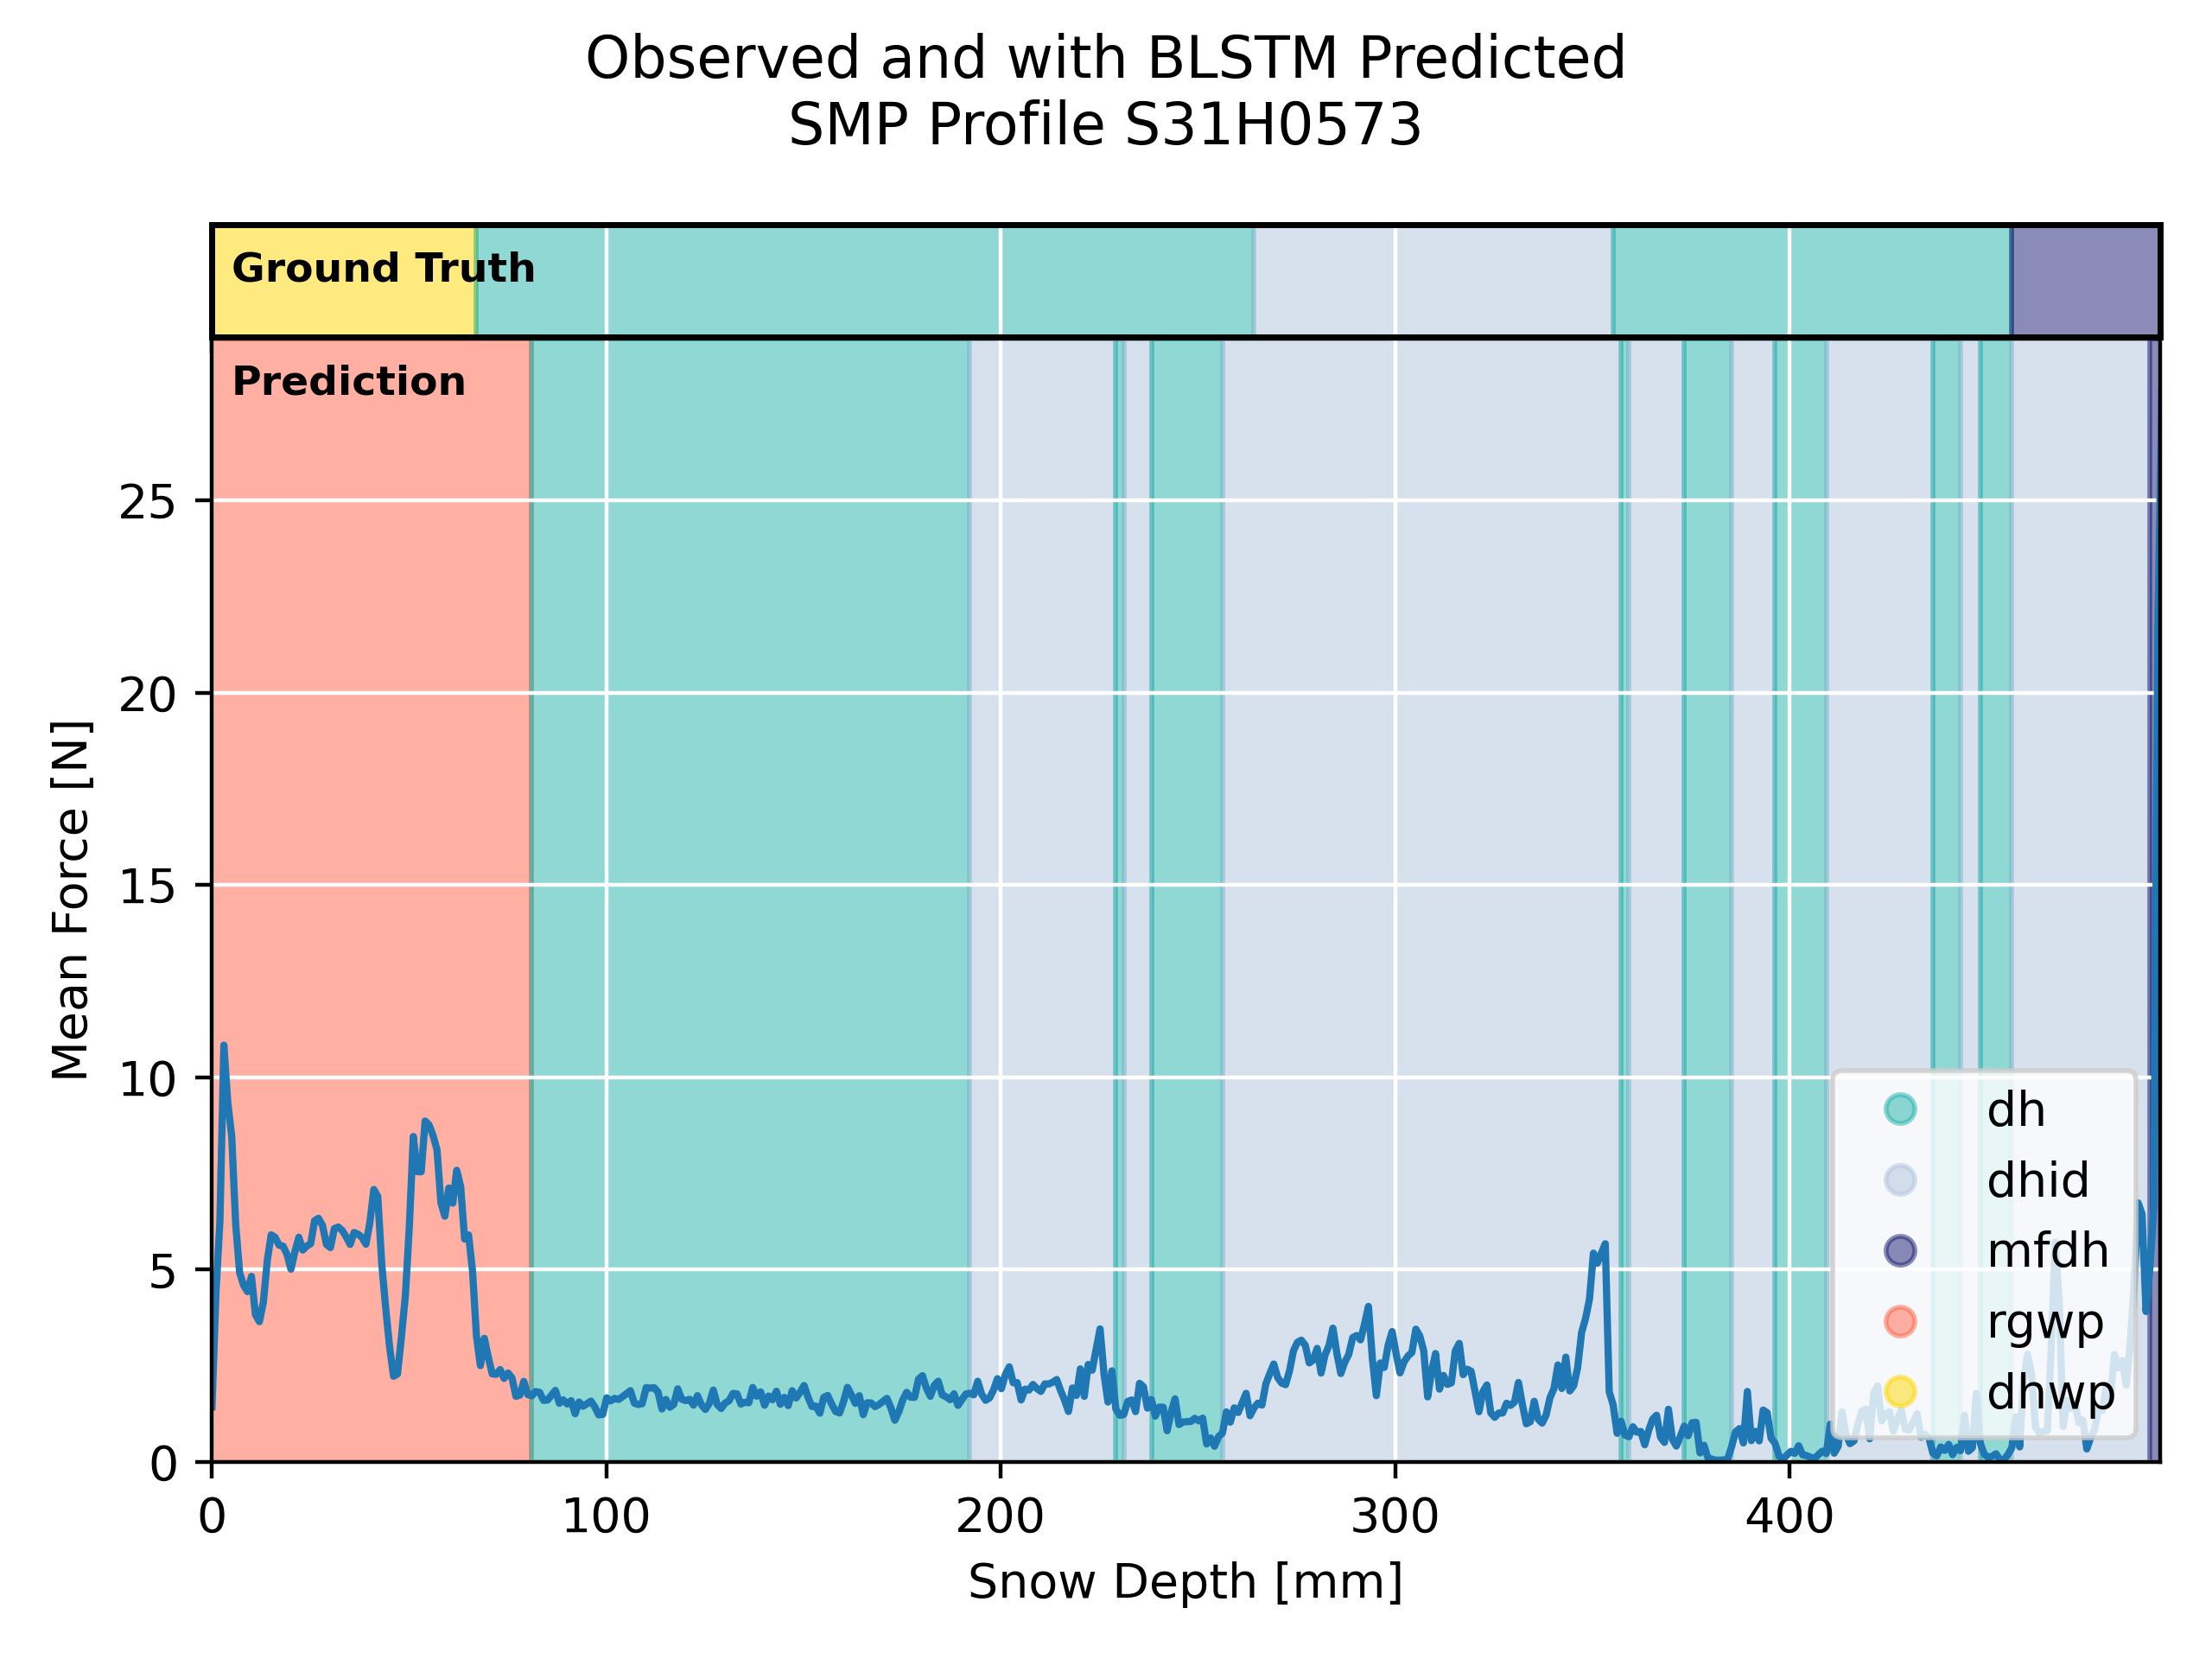 Observed and with BLSTM Predicted
SMP Profile S31H0573
Ground Truth
Prediction
25
20
15
10
5
0
Mean Force [N]
dh
dhid
mfdh
rgwp
dhwp
0 100 200 300 400
Snow Depth [mm]